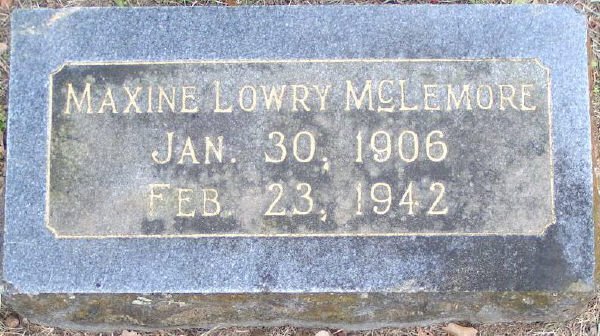 Maxine Lowry McLemore
Jan. 30, 1906
Feb. 23, 1942